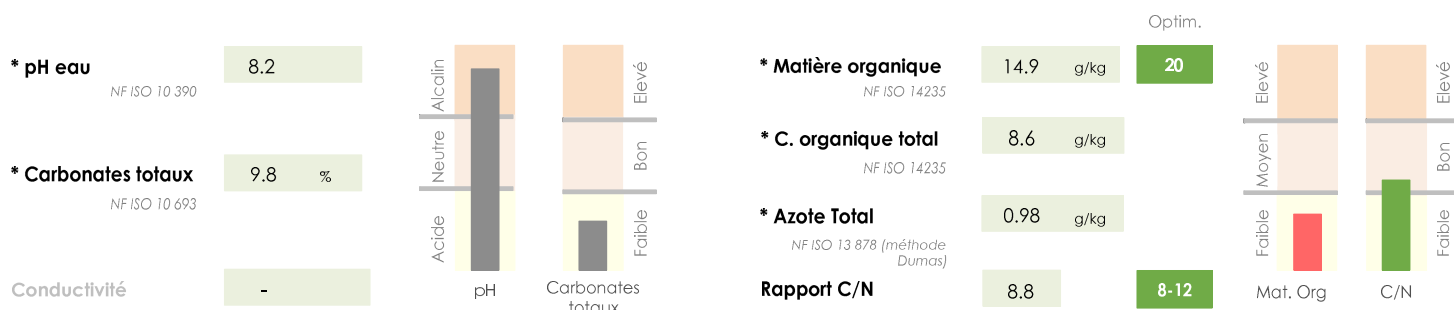 * pH eau 8.2
NF ISO 10 390
* Carbonates totaux 9.8 %
NF ISO 10 693
Conductivité -
Alcalin
Neutre
Acide
Elevé
Bon
Faible
pH
Carbonates
totaux
Optim.
* Matière organique 14.9 g/kg 20
NF ISO 14235
* C. organique total 8.6 g/kg
NF ISO 14235
* Azote Total 0.98 g/kg
NF ISO 13 878 (méthode
Dumas)
Rapport C/N 8.8 8-12
Elevé
Moyen
Faible
Elevé
Bon
Faible
Mat. Org
C/N